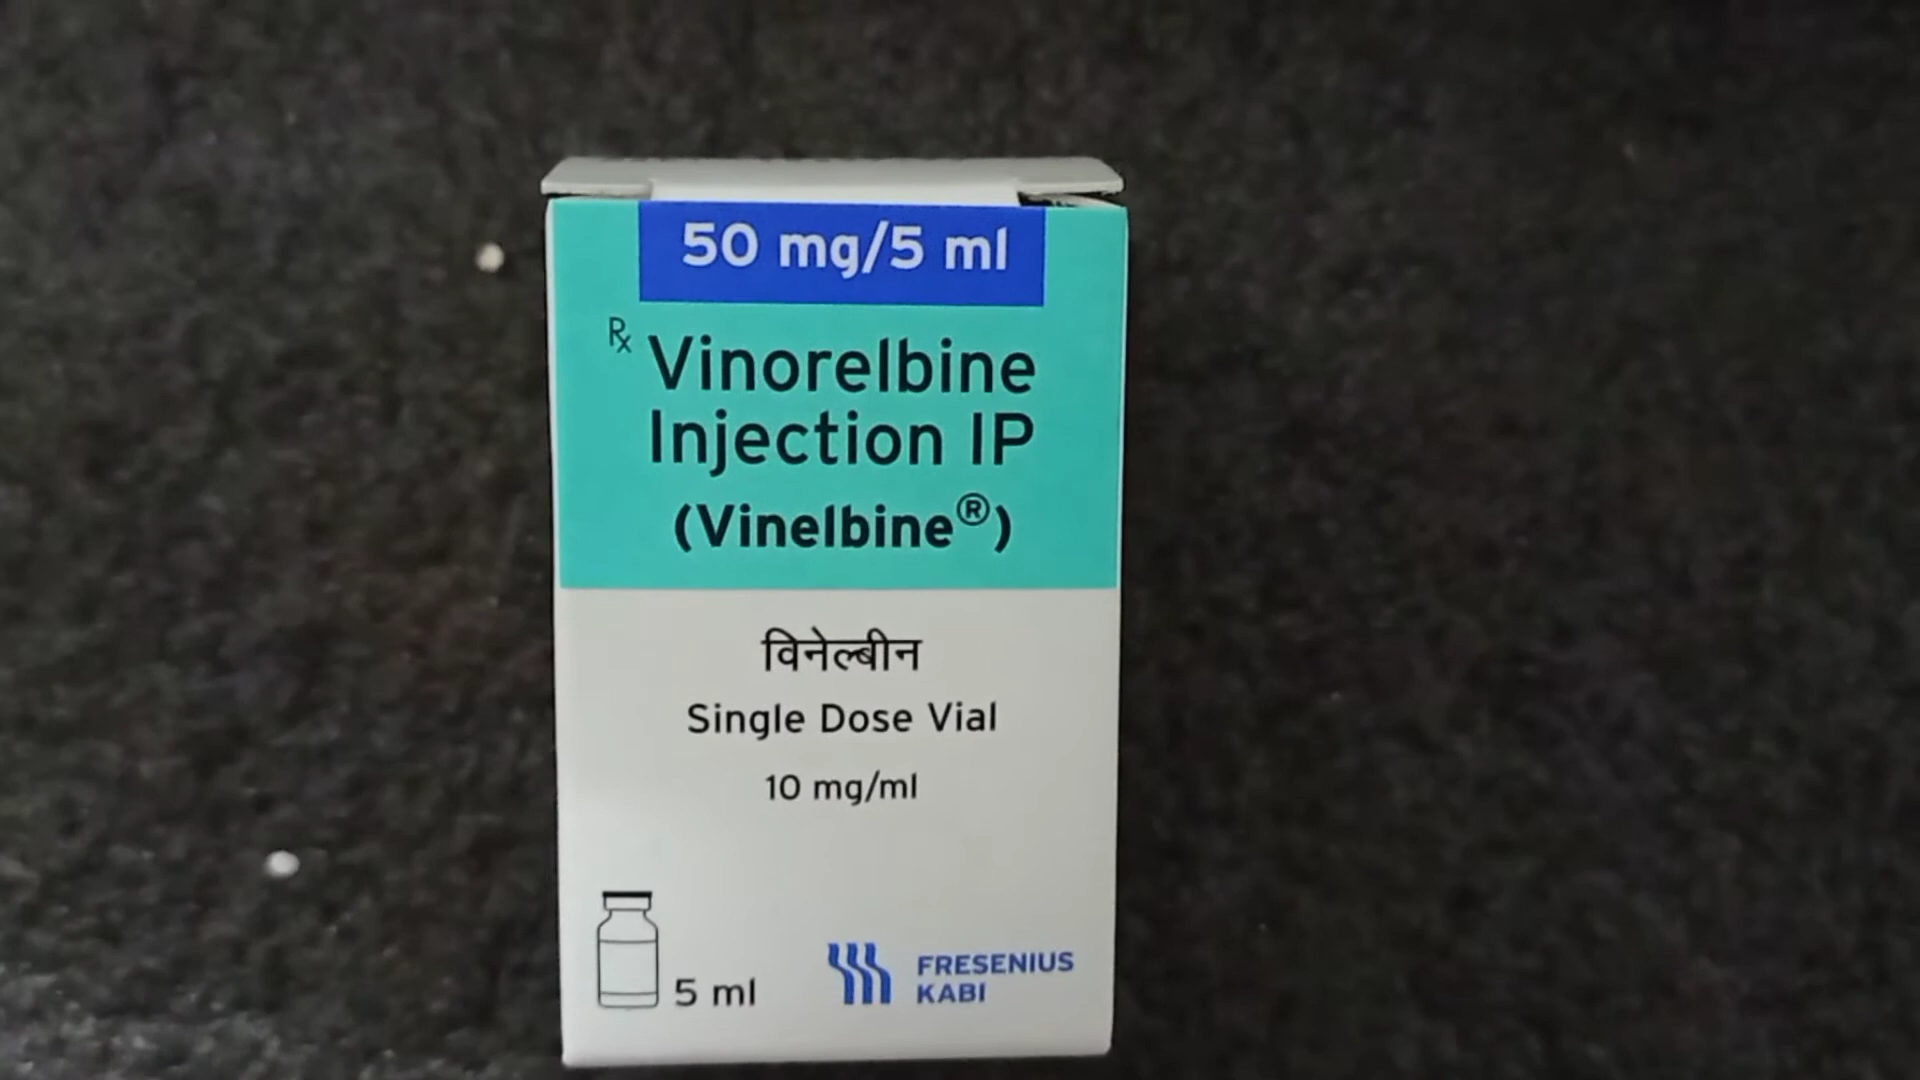 50 mg/5 ml
Rx Vinorelbine
Injection IP
(Vinelbine®)
विनेल्बीन
Single Dose Vial
10 mg/ml
5 ml
FRESENIUS
KABI